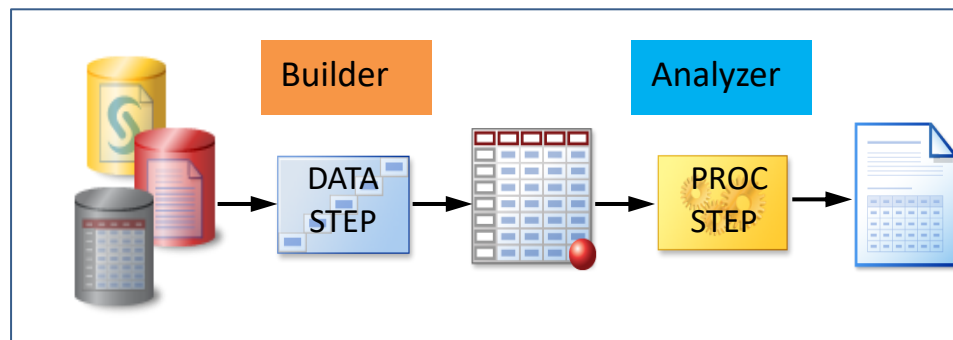 Builder
Analyzer
DATA
STEP
PROC
STEP